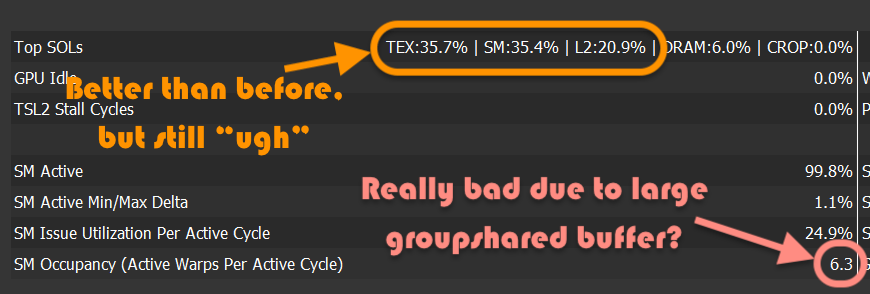 Top SOLs TEX:35.7% | SM:35.4% | L2:20.9% | DRAM:6.0% | CROP:0.0%
GPU Idle 0.0%
Better than before,
TSL2 Stall Cycles 0.0%
but still "ugh"
SM Active 99.8%
Really bad due to large
SM Active Min/Max Delta 1.1%
groupshared buffer?
SM Issue Utilization Per Active Cycle 24.9%
SM Occupancy (Active Warps Per Active Cycle) 6.3